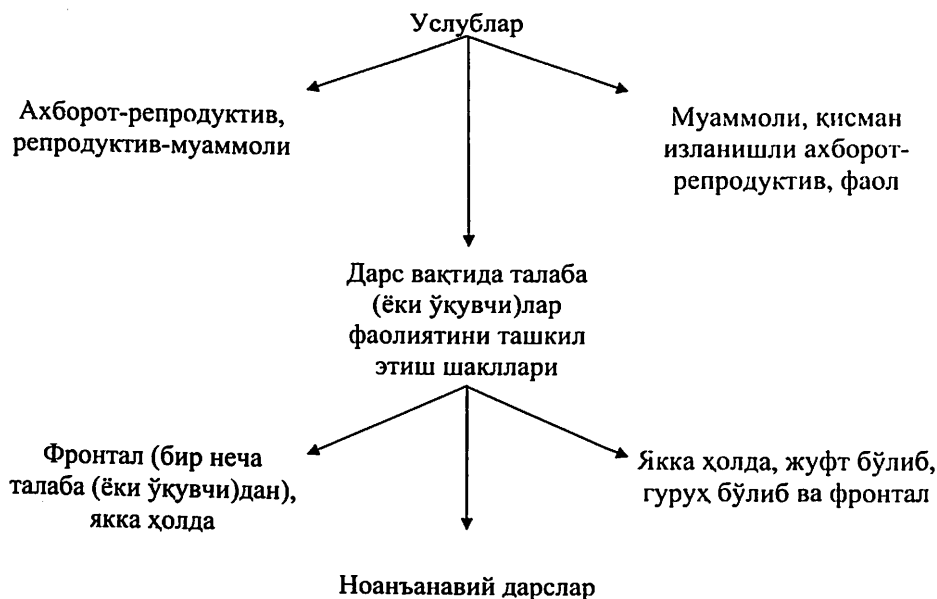 Услублар
Ахборот-репродуктив,
репродуктив-муаммоли
Муаммоли, қисман
изланишли ахборот-
репродуктив, фаол
Дарс вақтида талаба
(ёки ўқувчи)лар
фаолиятини ташкил
этиш шакллари
Фронтал (бир неча
талаба (ёки ўқувчи)дан),
якка ҳолда
Якка ҳолда, жуфт бўлиб,
гуруҳ бўлиб ва фронтал
Ноанъанавий дарслар